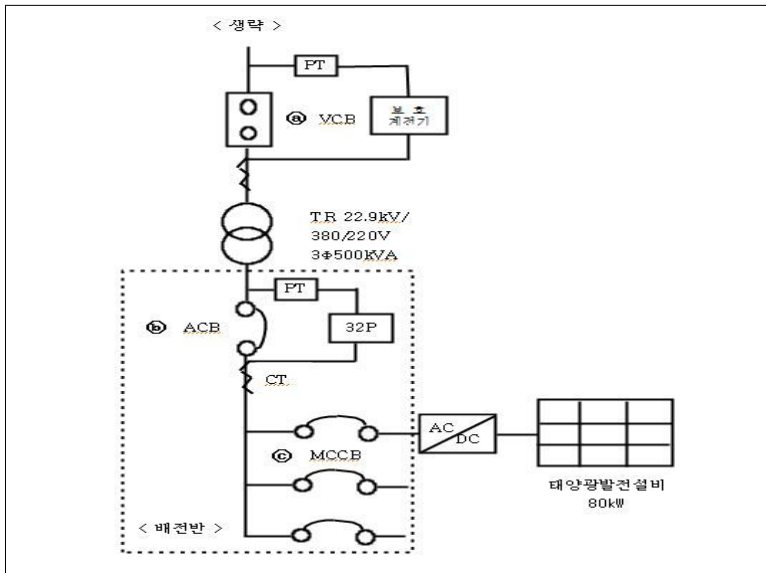 < 생략 >
PT
ⓐ VCB
보 호
계전기
T.R 22.9kV/
380/220V
3Φ500kVA
PT
ⓑ ACB
32P
CT
AC
DC
ⓒ MCCB
태양광발전설비
80kW
< 배전반 >